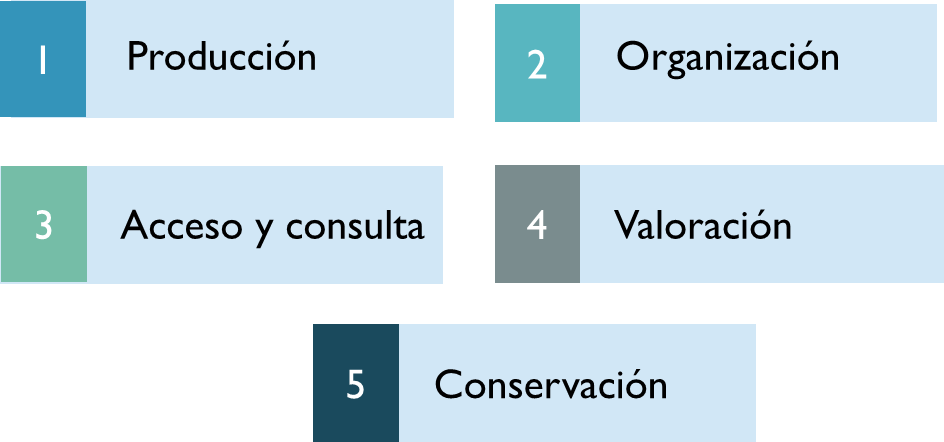 1 Producción
2 Organización
3 Acceso y consulta
4 Valoración
5 Conservación